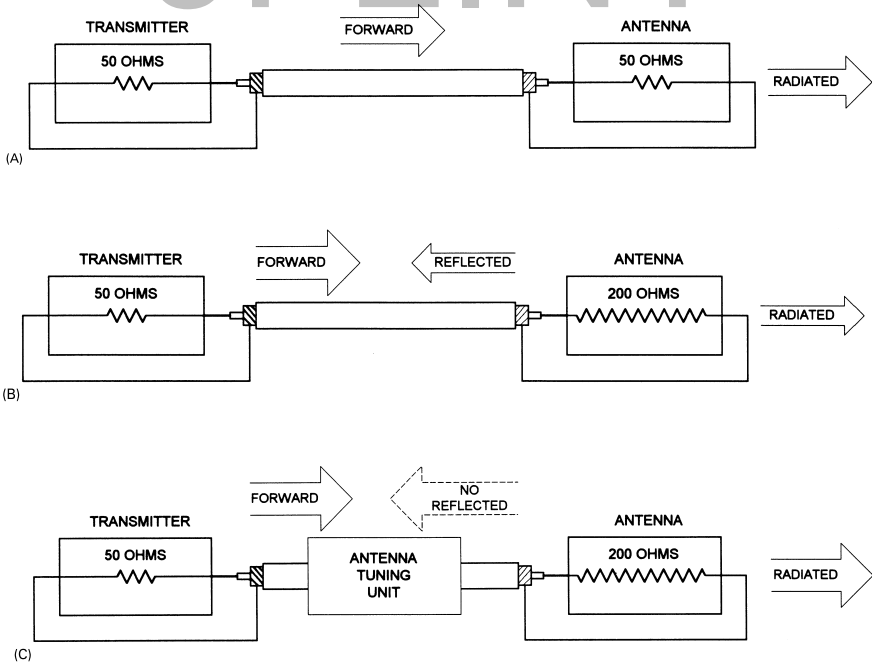 TRANSMITTER
FORWARD
ANTENNA
50 OHMS
50 OHMS
RADIATED
(A)
TRANSMITTER
FORWARD
REFLECTED
ANTENNA
50 OHMS
200 OHMS
RADIATED
(B)
FORWARD
NO
REFLECTED
TRANSMITTER
ANTENNA
50 OHMS
ANTENNA
TUNING
UNIT
200 OHMS
RADIATED
(C)